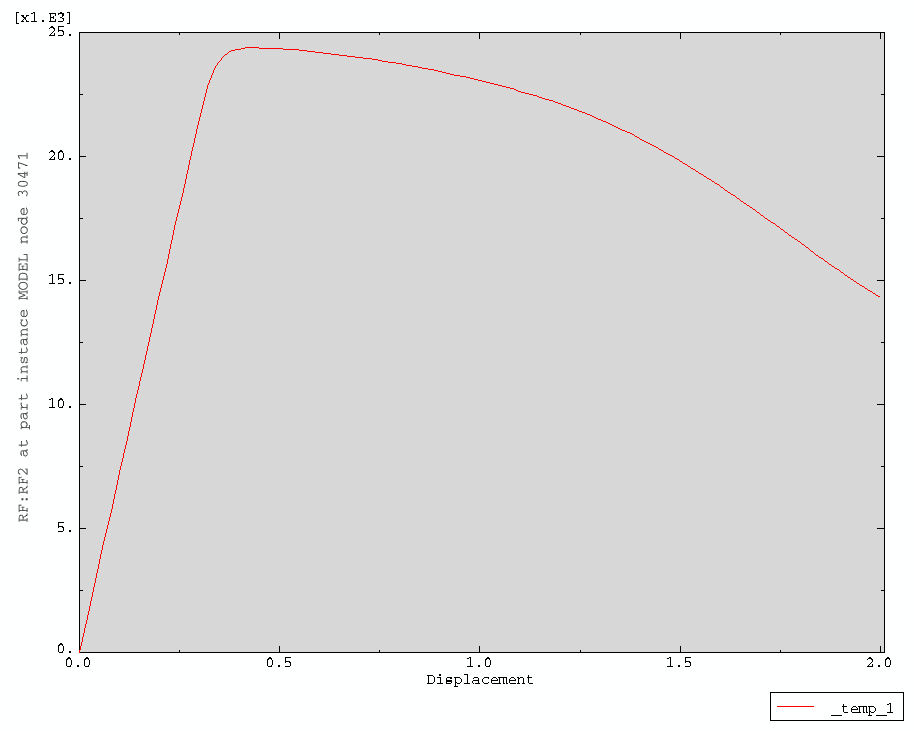 [x1.E3]
25.
20.
15.
10.
5.
0.
RF:RF2 at part instance MODEL node 30471
0.0 0.5 1.0 1.5 2.0
Displacement
_temp_1